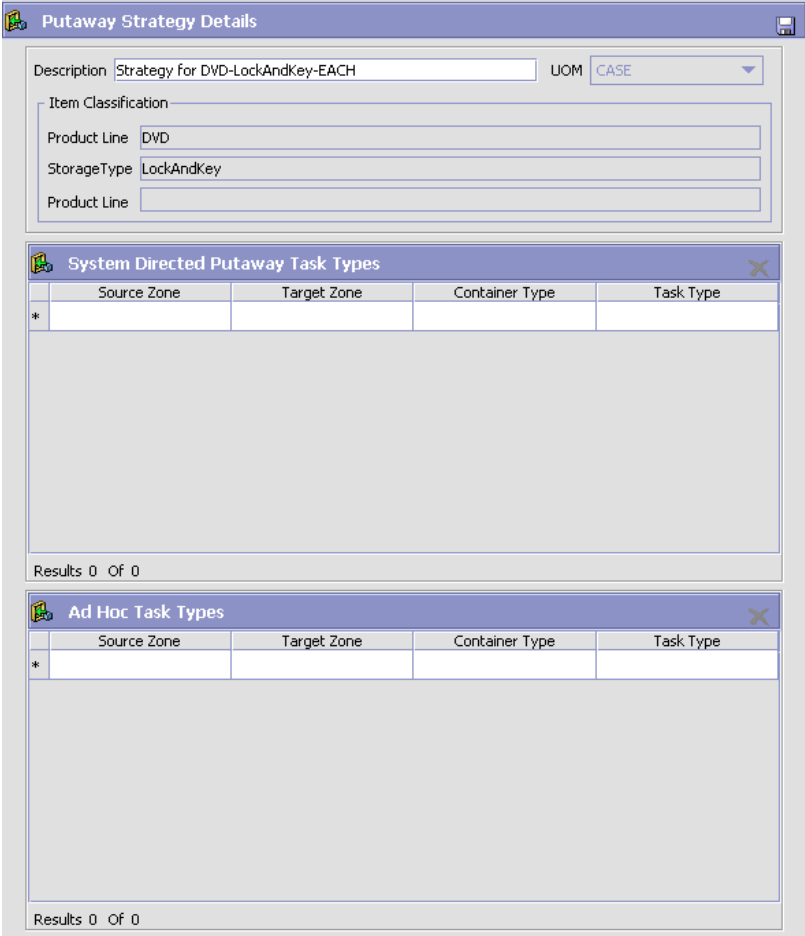 Putaway Strategy Details
Description Strategy for DVD-LockAndKey-EACH UOM CASE
Item Classification
Product Line DVD
StorageType LockAndKey
Product Line
System Directed Putaway Task Types
Source Zone Target Zone Container Type Task Type
*
Results 0 Of 0
Ad Hoc Task Types
Source Zone Target Zone Container Type Task Type
*
Results 0 Of 0